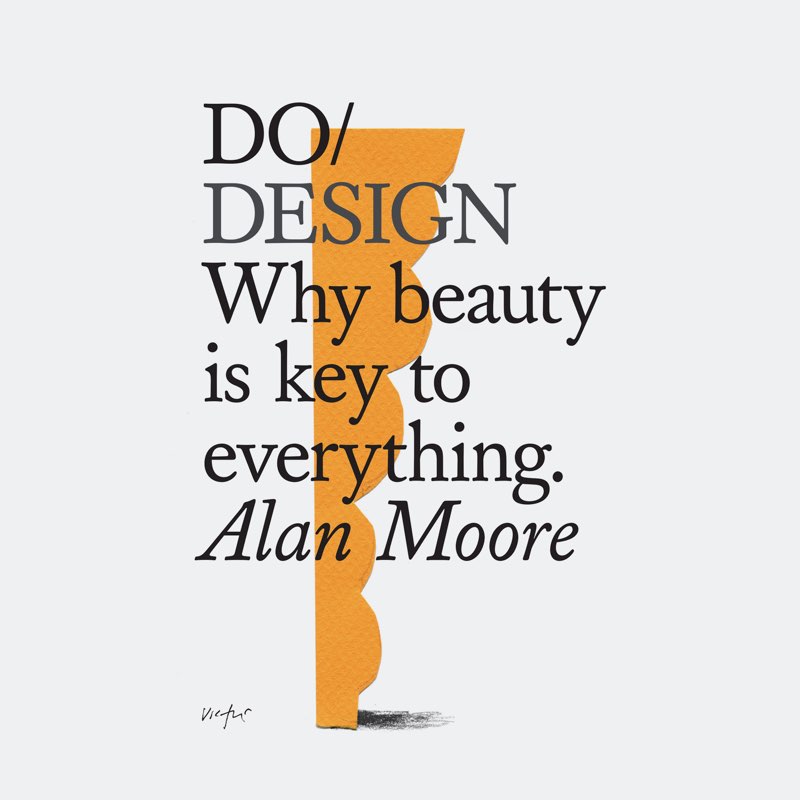 DO/
DESIGN
Why beauty
is key to
everything.
Alan Moore